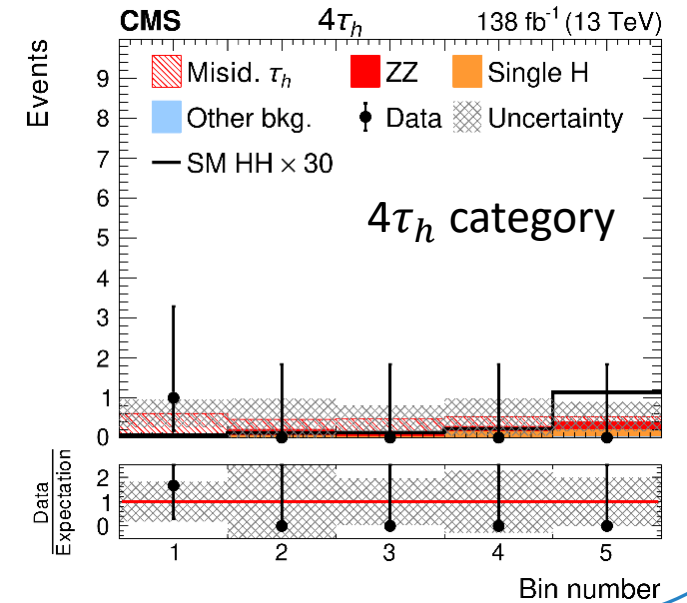 CMS 4τₕ 138 fb⁻¹ (13 TeV)
Events
Misid. τₕ ZZ Single H
Other bkg. Data Uncertainty
SM HH × 30
4τₕ category
9
8
7
6
5
4
3
2
1
0
Data
Expectation
2
1
0
1 2 3 4 5
Bin number